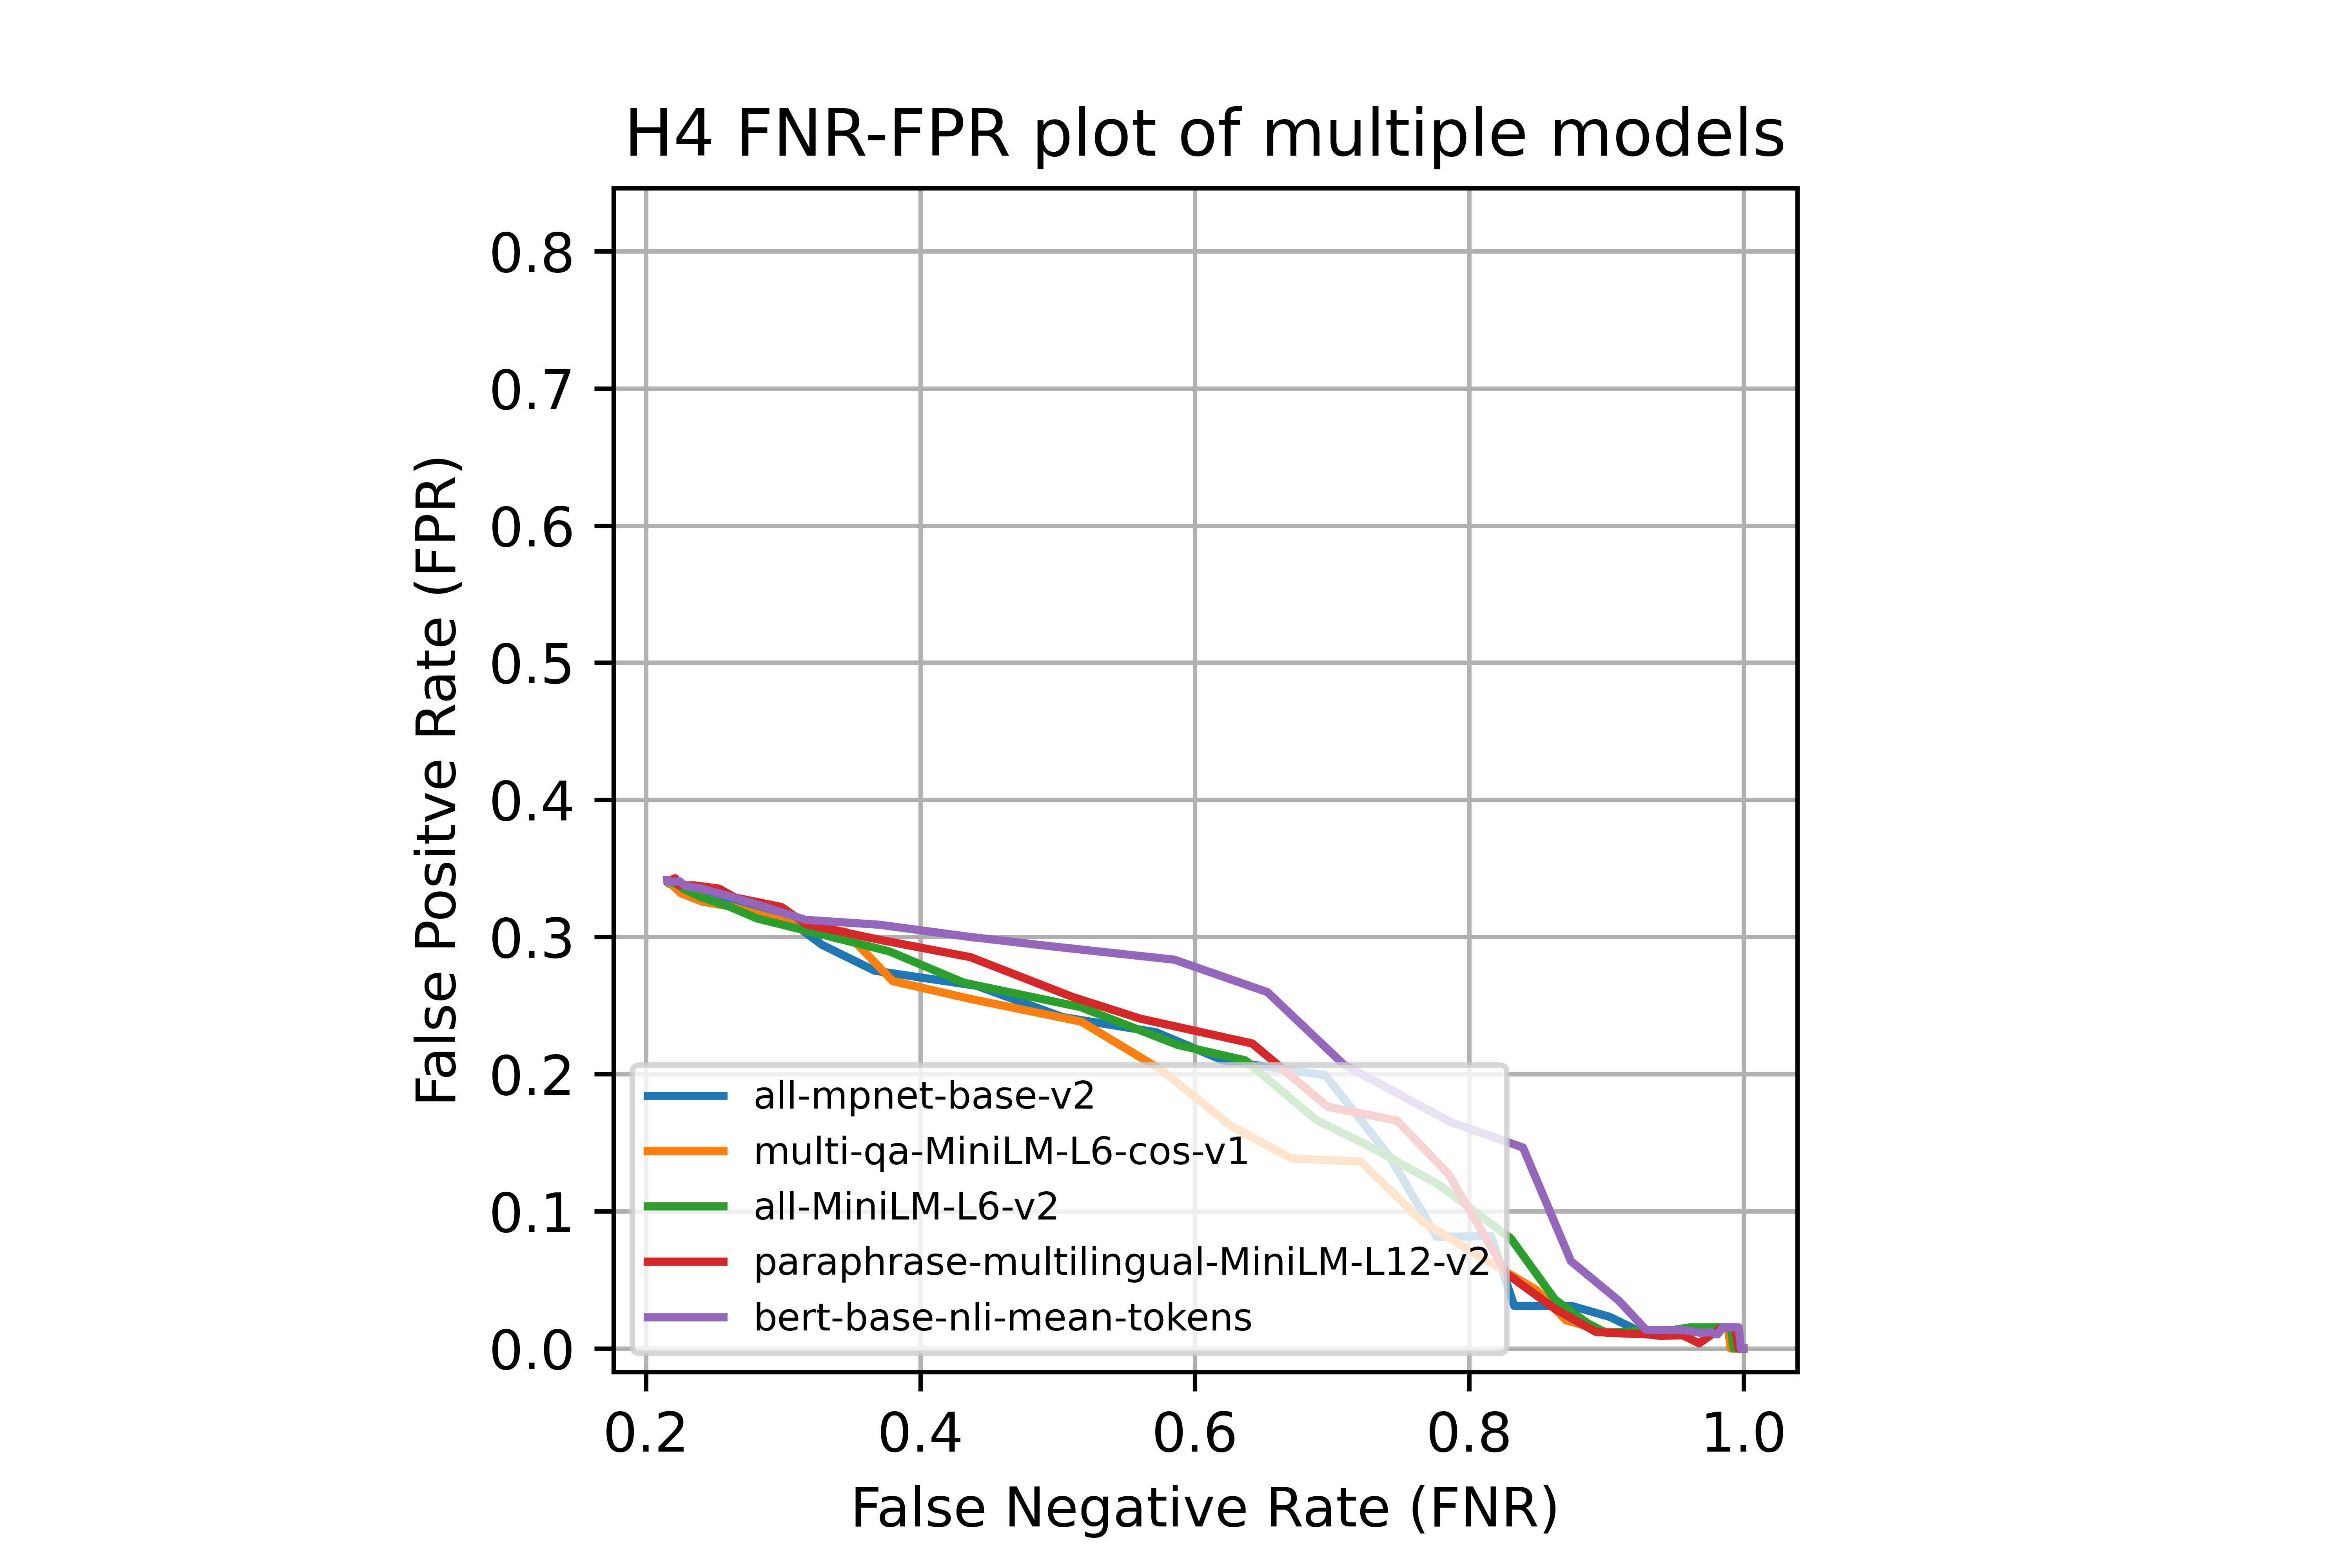 H4 FNR-FPR plot of multiple models
0.8
0.7
0.6
0.5
0.4
0.3
0.2
0.1
0.0
False Positve Rate (FPR)
all-mpnet-base-v2
multi-qa-MiniLM-L6-cos-v1
all-MiniLM-L6-v2
paraphrase-multilingual-MiniLM-L12-v2
bert-base-nli-mean-tokens
0.2 0.4 0.6 0.8 1.0
False Negative Rate (FNR)